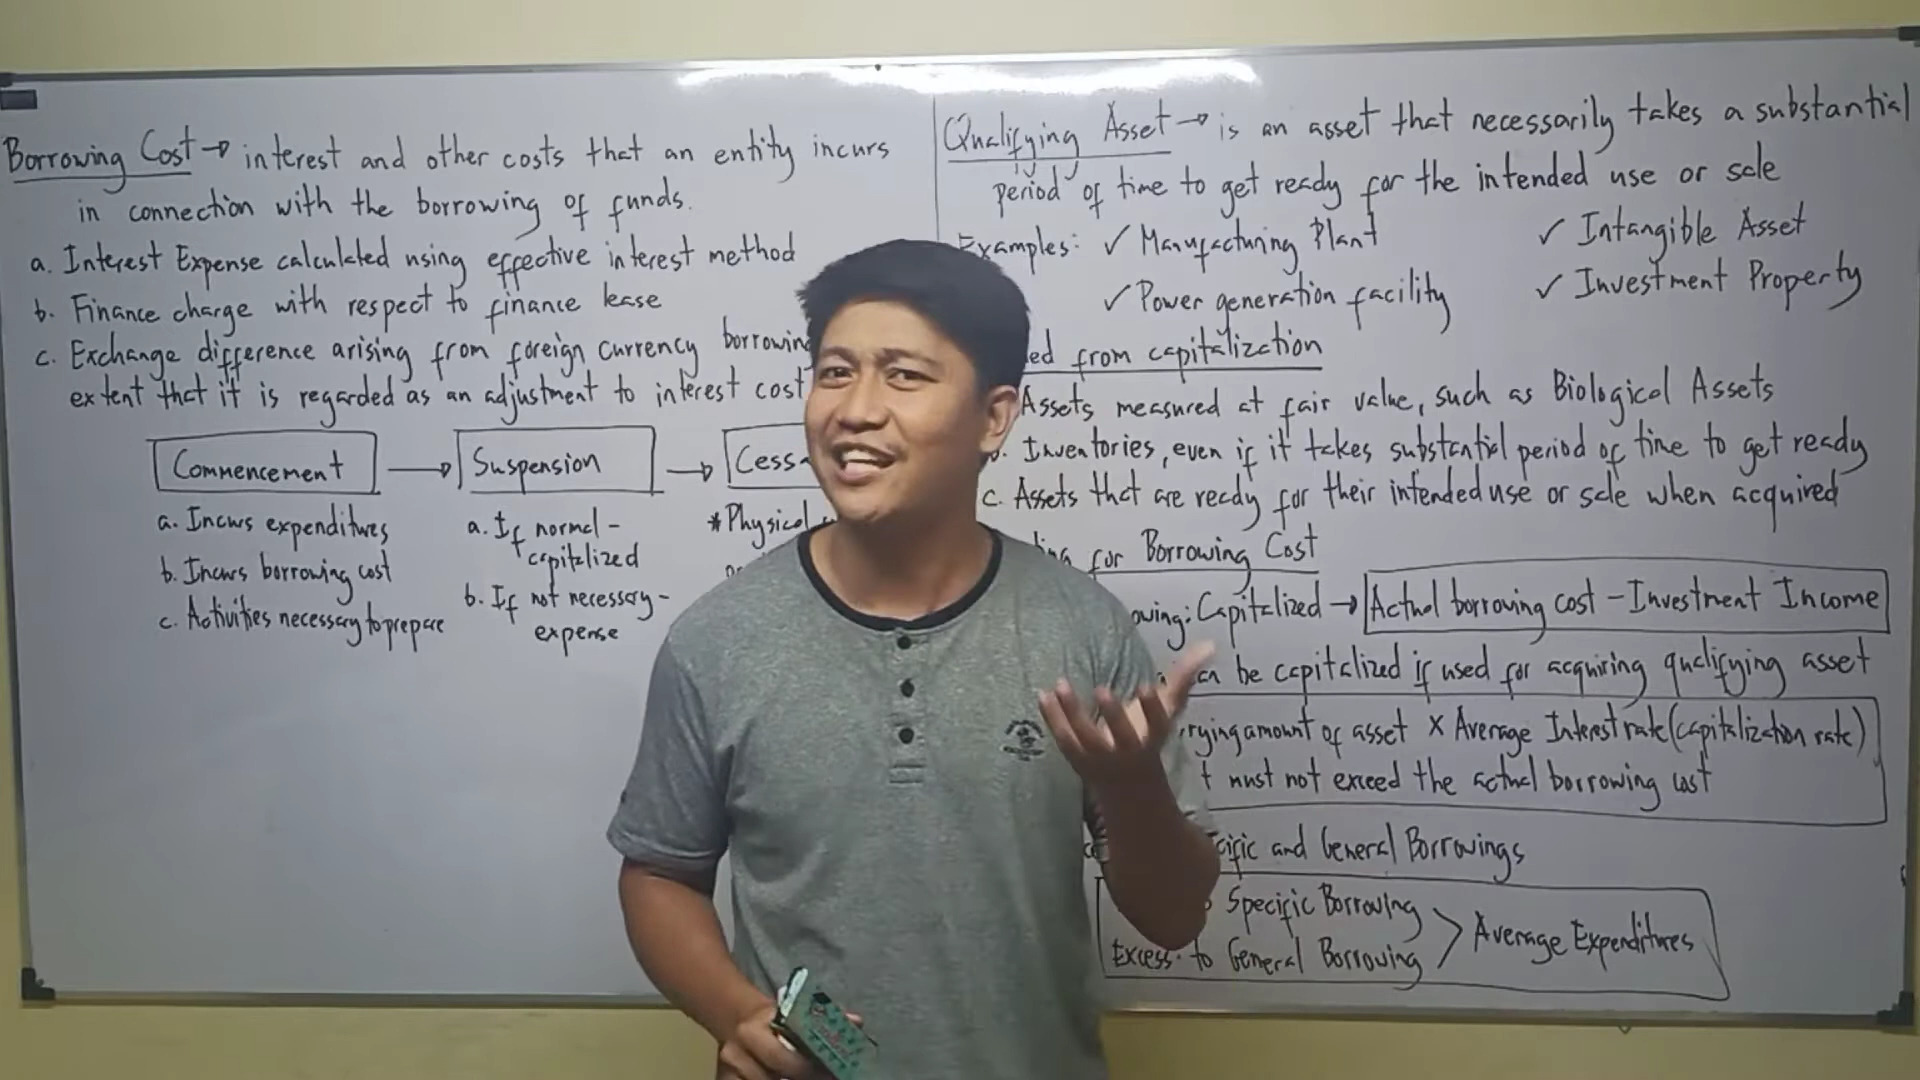 Borrowing Cost → interest and other costs that an entity incurs
in connection with the borrowing of funds.
a. Interest Expense calculated using effective interest method
b. Finance charge with respect to finance lease
c. Exchange difference arising from foreign currency borrowing
extent that it is regarded as an adjustment to interest cost
Commencement → Suspension → Cess
a. Incurs expenditures
b. Incurs borrowing cost
c. Activities necessary to prepare
a. If normal -
capitalized
b. If not necessary -
expense
*Physical
Qualifying Asset → is an asset that necessarily takes a substantial
period of time to get ready for the intended use or sale
Examples: ✓ Manufacturing Plant ✓ Intangible Asset
✓ Power generation facility ✓ Investment Property
ed from capitalization
Assets measured at fair value, such as Biological Assets
Inventories, even if it takes substantial period of time to get ready
c. Assets that are ready for their intended use or sale when acquired
for Borrowing Cost
owing: Capitalized → Actual borrowing cost - Investment Income
can be capitalized if used for acquiring qualifying asset
rrying amount of asset x Average Interest rate (capitalization rate)
t must not exceed the actual borrowing cost
cific and General Borrowings
Specific Borrowing
Excess to General Borrowing > Average Expenditures